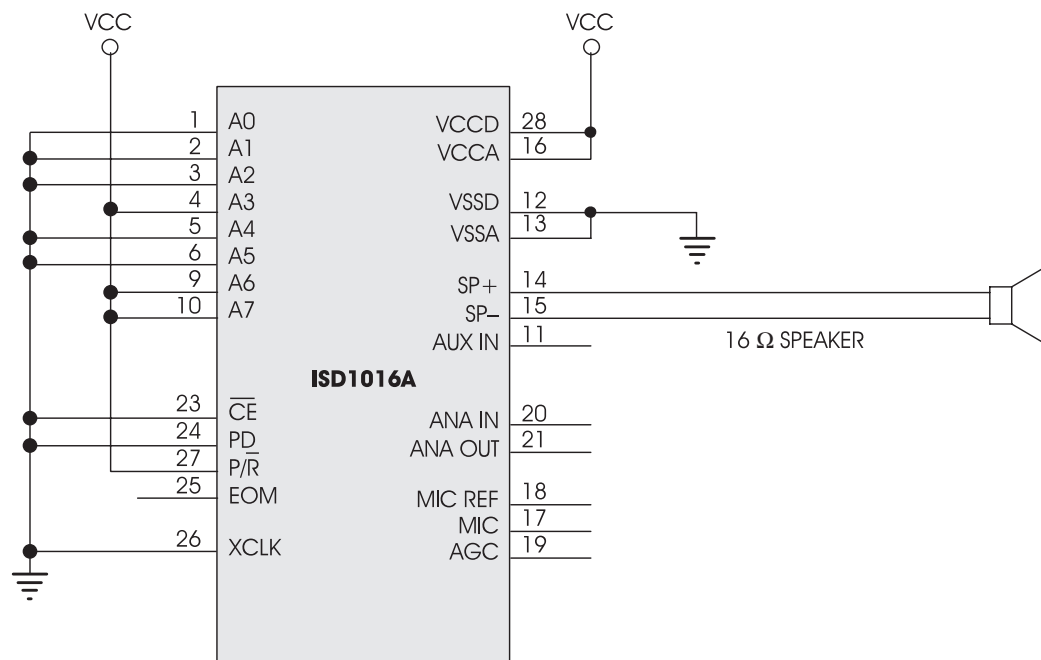 VCC
VCC
1 A0
2 A1
3 A2
4 A3
5 A4
6 A5
9 A6
10 A7
23 C̅E̅
24 PD
27 P/R̅
25 EOM
26 XCLK
ISD1016A
VCCD 28
VCCA 16
VSSD 12
VSSA 13
SP+ 14
SP– 15
AUX IN 11
16 Ω SPEAKER
ANA IN 20
ANA OUT 21
MIC REF 18
MIC 17
AGC 19